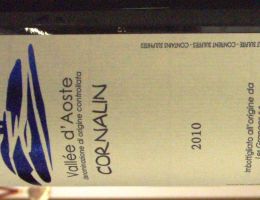 Vallée d'Aoste
denominazione di origine controllata
CORNALIN
2010
Imbottigliato all'origine da
CONTIENT SULFITES - CONTAINS SULPHITES